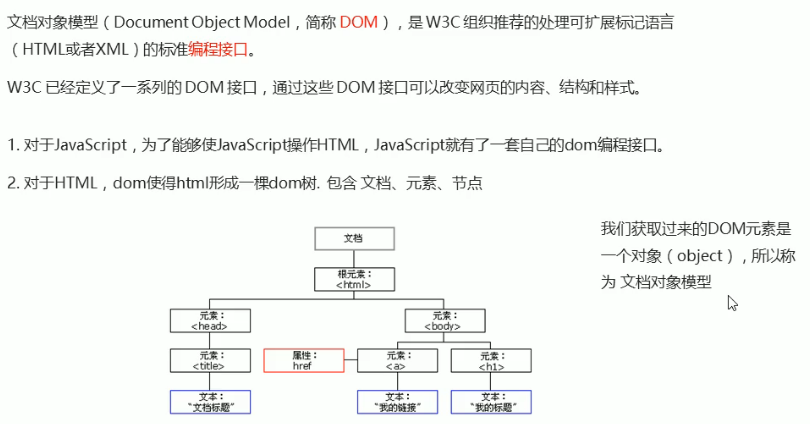 文档对象模型（Document Object Model，简称 DOM），是 W3C 组织推荐的处理可扩展标记语言
（HTML或者XML）的标准编程接口。
W3C 已经定义了一系列的 DOM 接口，通过这些 DOM 接口可以改变网页的内容、结构和样式。
1. 对于JavaScript，为了能够使JavaScript操作HTML，JavaScript就有了一套自己的dom编程接口。
2. 对于HTML，dom使得html形成一棵dom树. 包含 文档、元素、节点
我们获取过来的DOM元素是
一个对象（object），所以称
为 文档对象模型
文档
根元素：
<html>
元素：
<head>
元素：
<body>
元素：
<title>
属性：
href
元素：
<a>
元素：
<h1>
文本：
“文档标题”
文本：
“我的链接”
文本：
“我的标题”